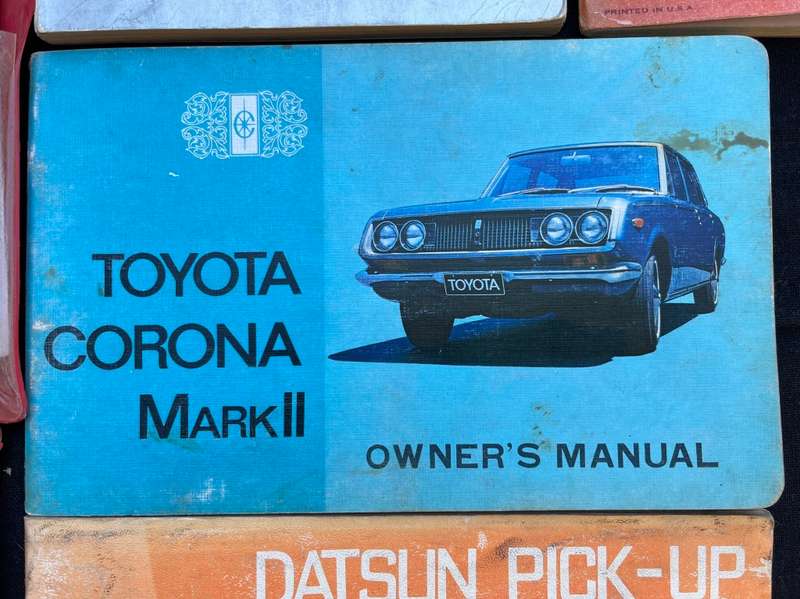 PRINTED IN U.S.A.
TOYOTA
CORONA
MARK II
TOYOTA
OWNER'S MANUAL
DATSUN PICK-UP